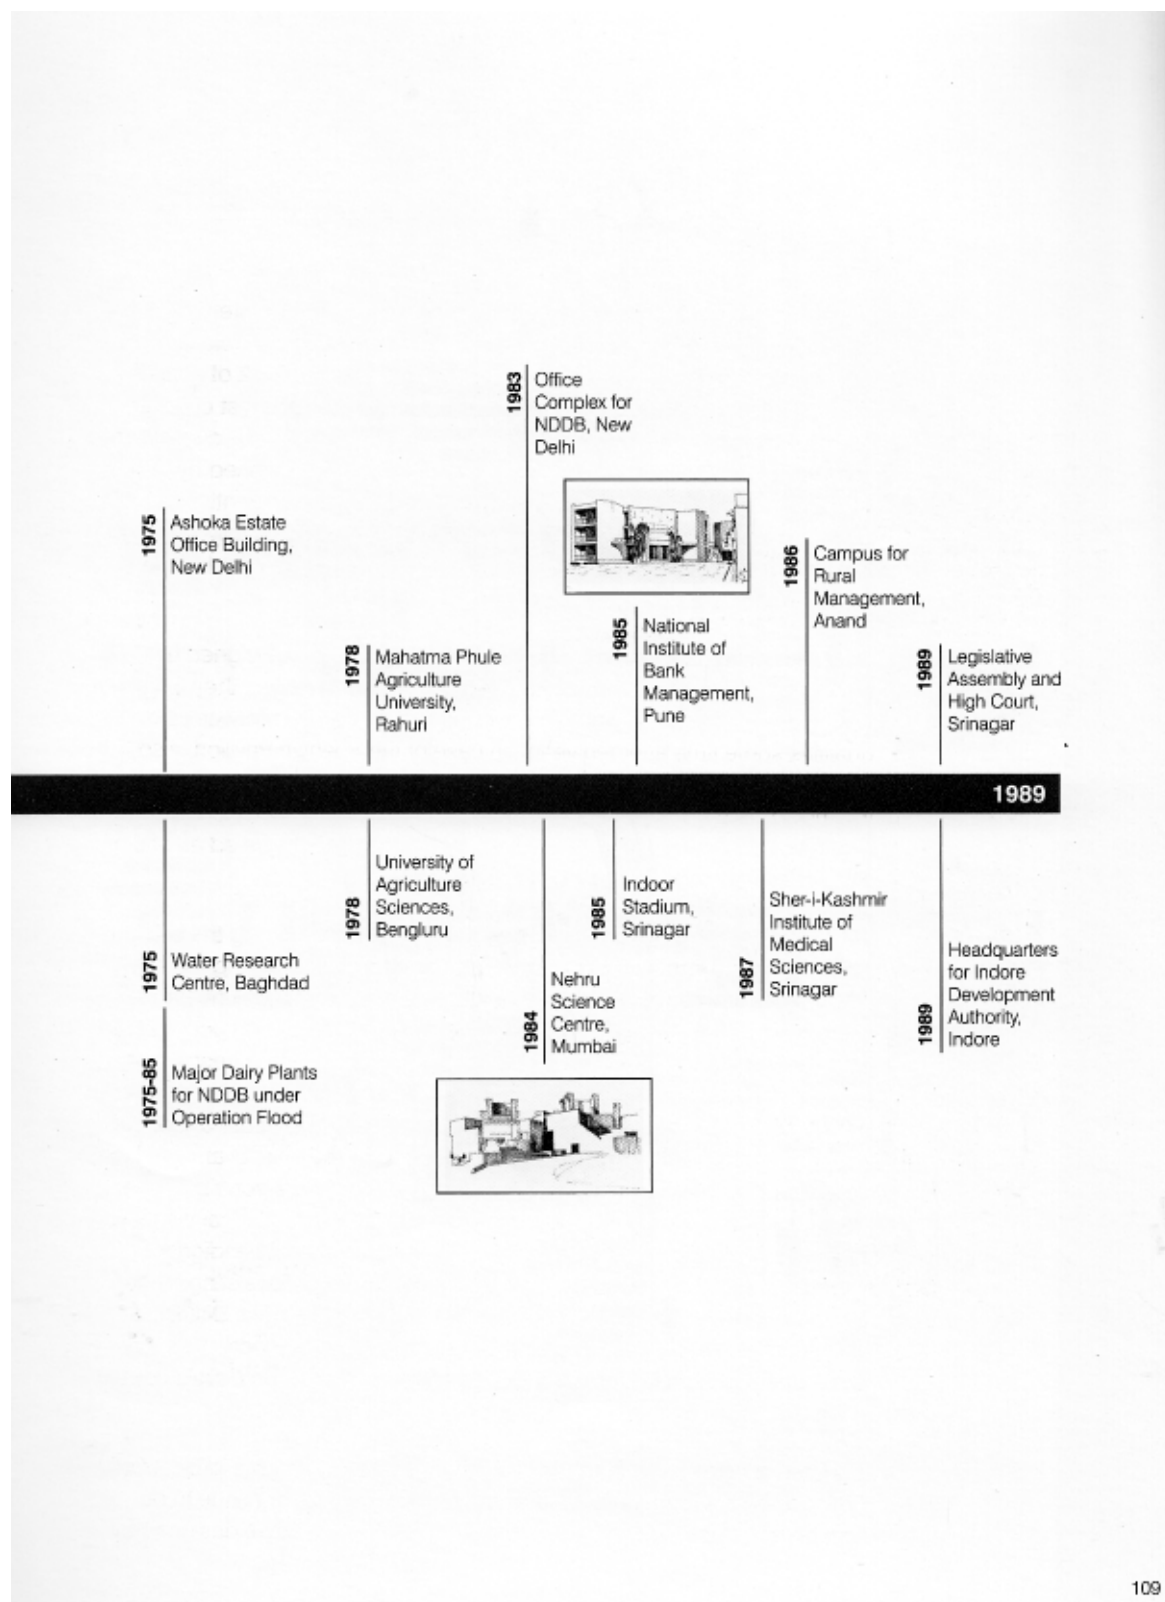 1983
Office
Complex for
NDDB, New
Delhi
1975
Ashoka Estate
Office Building,
New Delhi
1986
Campus for
Rural
Management,
Anand
1985
National
Institute of
Bank
Management,
Pune
1978
Mahatma Phule
Agriculture
University,
Rahuri
1989
Legislative
Assembly and
High Court,
Srinagar
1989
1978
University of
Agriculture
Sciences,
Bengluru
1985
Indoor
Stadium,
Srinagar
1987
Sher-i-Kashmir
Institute of
Medical
Sciences,
Srinagar
1975
Water Research
Centre, Baghdad
1984
Nehru
Science
Centre,
Mumbai
1989
Headquarters
for Indore
Development
Authority,
Indore
1975-85
Major Dairy Plants
for NDDB under
Operation Flood
109